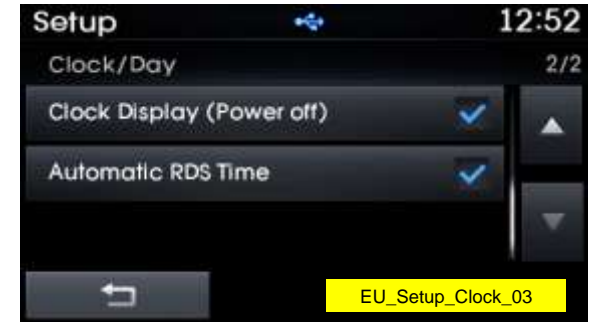 Setup 12:52
Clock/Day 2/2
Clock Display (Power off)
Automatic RDS Time
EU_Setup_Clock_03